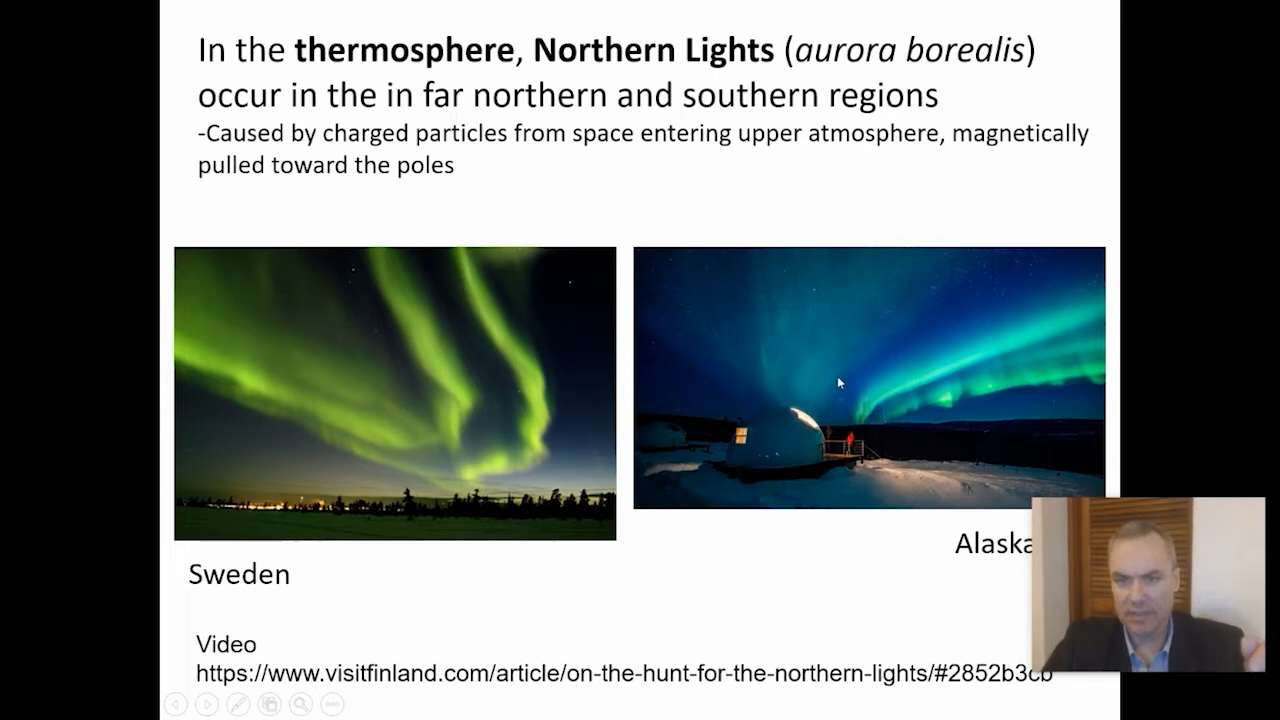 In the thermosphere, Northern Lights (aurora borealis)
occur in the in far northern and southern regions
-Caused by charged particles from space entering upper atmosphere, magnetically
pulled toward the poles
Alaska
Sweden
Video
https://www.visitfinland.com/article/on-the-hunt-for-the-northern-lights/#2852b3cb